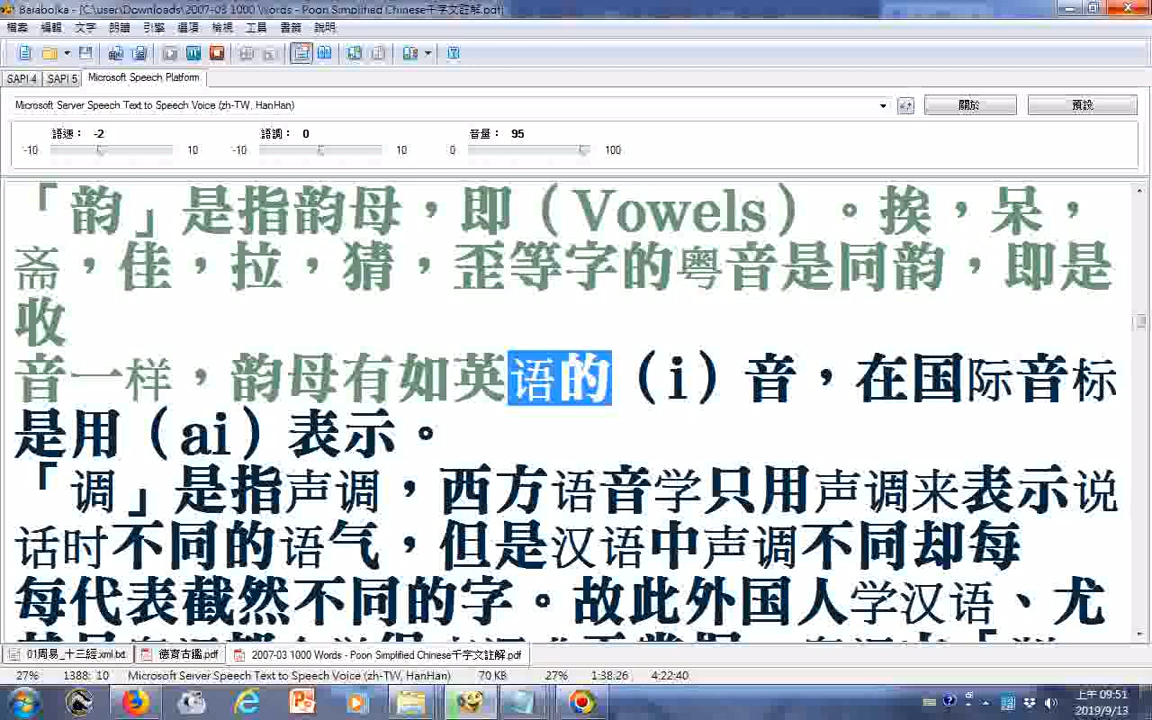 Balabolka - [C:\user\Downloads\2007-03 1000 Words - Poon Simplified Chinese千字文註解.pdf]
檔案 編輯 文字 朗讀 引擎 選項 檢視 工具 書籤 說明
SAPI 4 SAPI 5 Microsoft Speech Platform
Microsoft Server Speech Text to Speech Voice (zh-TW, HanHan) 關於 預設
語速： -2 語調： 0 音量： 95
-10 10 -10 10 0 100
「韵」是指韵母，即（Vowels）。挨，呆，
斋，佳，拉，猜，歪等字的粤音是同韵，即是
收
音一样，韵母有如英语的（i）音，在国际音标
是用（ai）表示。
「调」是指声调，西方语音学只用声调来表示说
话时不同的语气，但是汉语中声调不同却每
每代表截然不同的字。故此外国人学汉语、尤
01周易_十三經.xml.txt 德育古鑑.pdf 2007-03 1000 Words - Poon Simplified Chinese千字文註解.pdf
27% 1388: 10 Microsoft Server Speech Text to Speech Voice (zh-TW, HanHan) 70 KB 27% 1:38:26 4:22:40
上午 09:51
2019/9/13